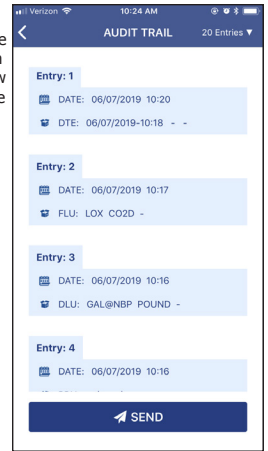 Verizon 10:24 AM
AUDIT TRAIL 20 Entries ▼
Entry: 1
DATE: 06/07/2019 10:20
DTE: 06/07/2019-10:18 - -
Entry: 2
DATE: 06/07/2019 10:17
FLU: LOX CO2D -
Entry: 3
DATE: 06/07/2019 10:16
DLU: GAL@NBP POUND -
Entry: 4
DATE: 06/07/2019 10:16
SEND